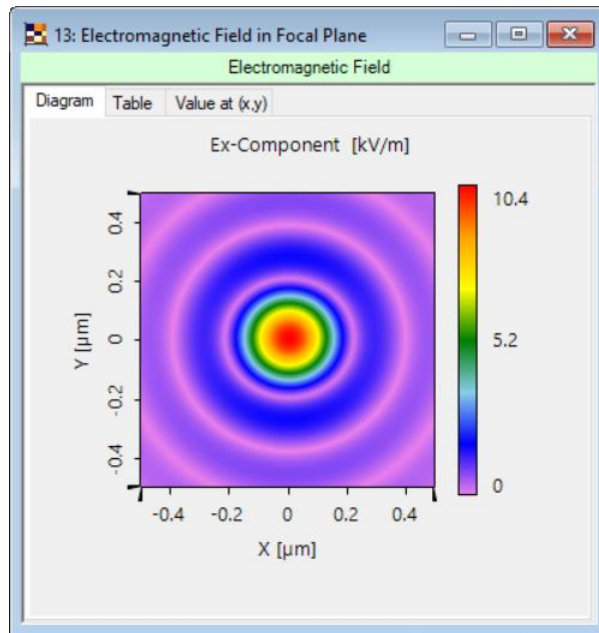 13: Electromagnetic Field in Focal Plane
Electromagnetic Field
Diagram Table Value at (x,y)
Ex-Component [kV/m]
10.4
5.2
0
Y [µm]
0.4
0.2
0
-0.2
-0.4
-0.4 -0.2 0 0.2 0.4
X [µm]